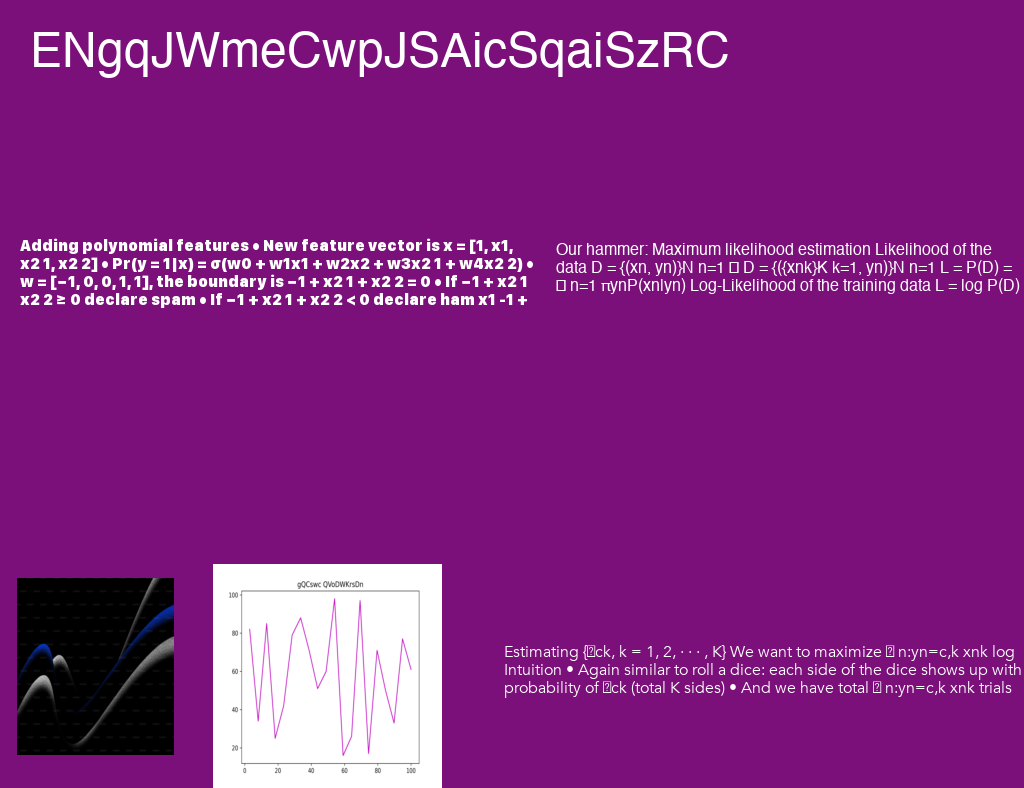 ENgqJWmeCwpJSAicSqaiSzRC
Adding polynomial features • New feature vector is x = [1, x1,
x2 1, x2 2] • Pr(y = 1|x) = σ(w0 + w1x1 + w2x2 + w3x2 1 + w4x2 2) •
w = [−1, 0, 0, 1, 1], the boundary is −1 + x2 1 + x2 2 = 0 • If −1 + x2 1
x2 2 ≥ 0 declare spam • If −1 + x2 1 + x2 2 < 0 declare ham x1 -1 +
Our hammer: Maximum likelihood estimation Likelihood of the
data D = {(xn, yn)}N n=1 □ D = {({xnk}K k=1, yn)}N n=1 L = P(D) =
□ n=1 πynP(xn|yn) Log-Likelihood of the training data L = log P(D)
gQCswc QVoDWKrsDn
100
80
60
40
20
0 20 40 60 80 100
Estimating {□ck, k = 1, 2, · · · , K} We want to maximize □ n:yn=c,k xnk log
Intuition • Again similar to roll a dice: each side of the dice shows up with
probability of □ck (total K sides) • And we have total □ n:yn=c,k xnk trials